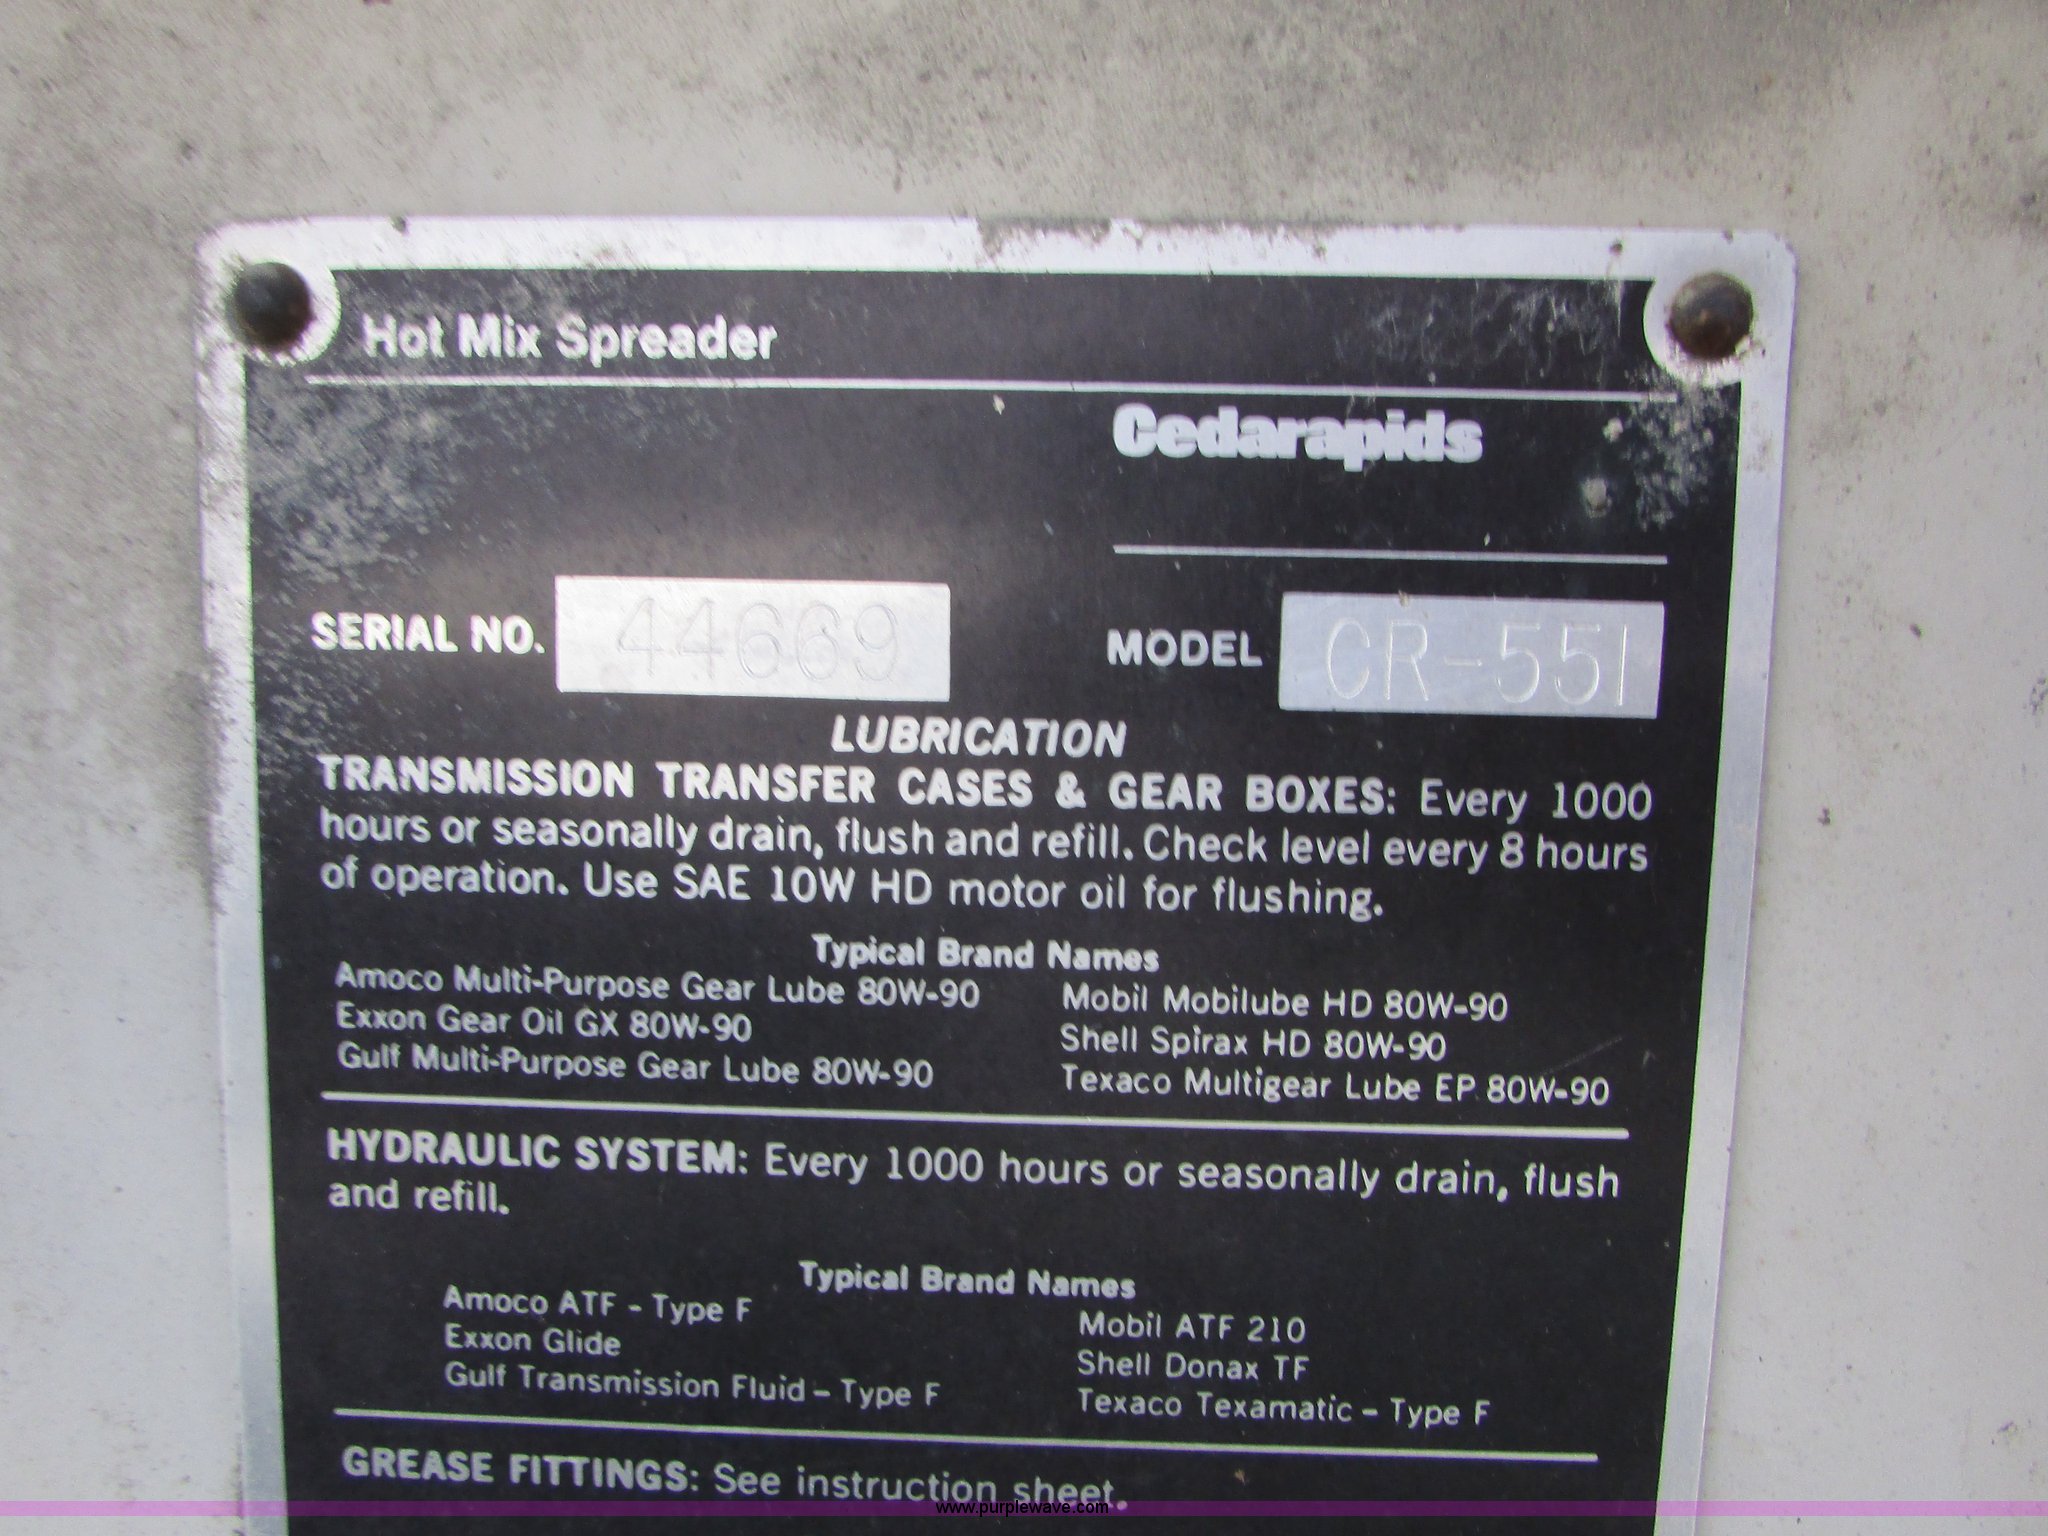 Hot Mix Spreader
Cedarapids
SERIAL NO. 44669 MODEL CR-551
LUBRICATION
TRANSMISSION TRANSFER CASES & GEAR BOXES: Every 1000
hours or seasonally drain, flush and refill. Check level every 8 hours
of operation. Use SAE 10W HD motor oil for flushing.
Typical Brand Names
Amoco Multi-Purpose Gear Lube 80W-90
Exxon Gear Oil GX 80W-90
Gulf Multi-Purpose Gear Lube 80W-90
Mobil Mobilube HD 80W-90
Shell Spirax HD 80W-90
Texaco Multigear Lube EP 80W-90
HYDRAULIC SYSTEM: Every 1000 hours or seasonally drain, flush
and refill.
Typical Brand Names
Amoco ATF - Type F
Exxon Glide
Gulf Transmission Fluid - Type F
Mobil ATF 210
Shell Donax TF
Texaco Texamatic - Type F
GREASE FITTINGS: See instruction sheet.
www.purplewave.com